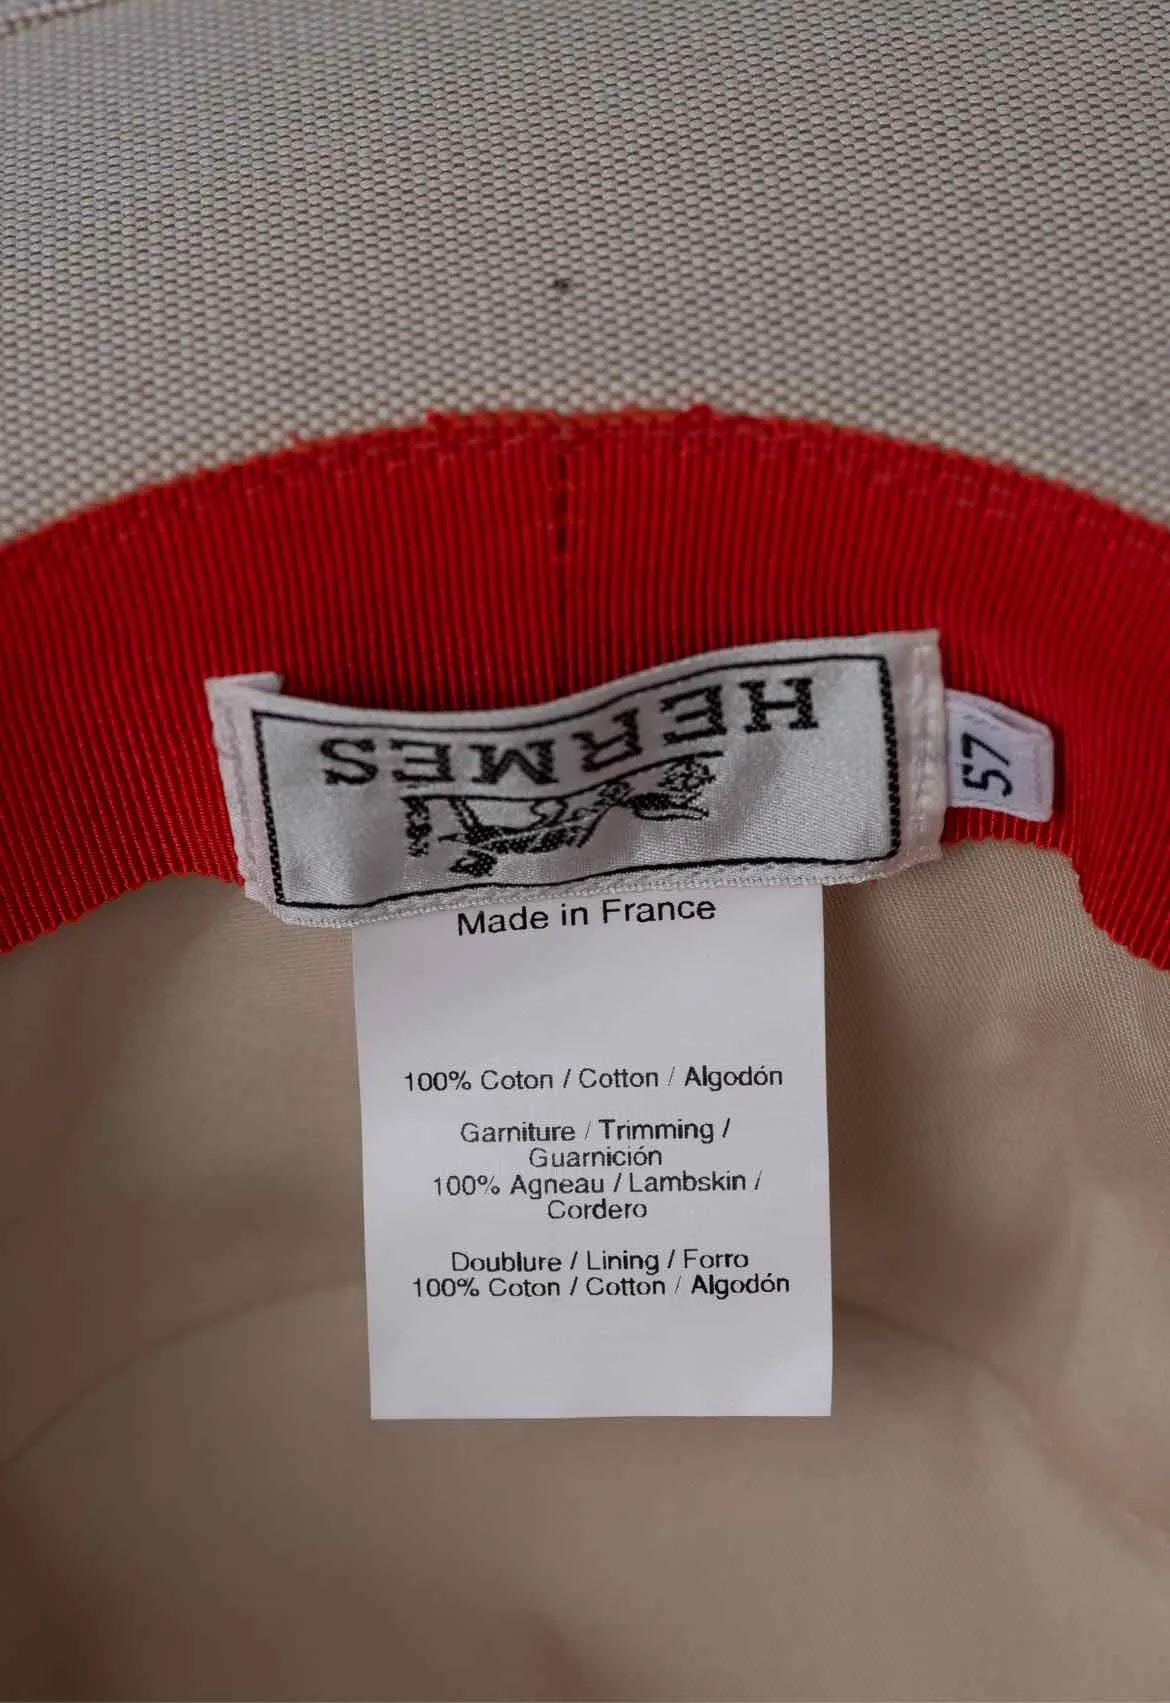 HERMES
57
Made in France
100% Coton / Cotton / Algodón
Garniture / Trimming /
Guarnición
100% Agneau / Lambskin /
Cordero
Doublure / Lining / Forro
100% Coton / Cotton / Algodón